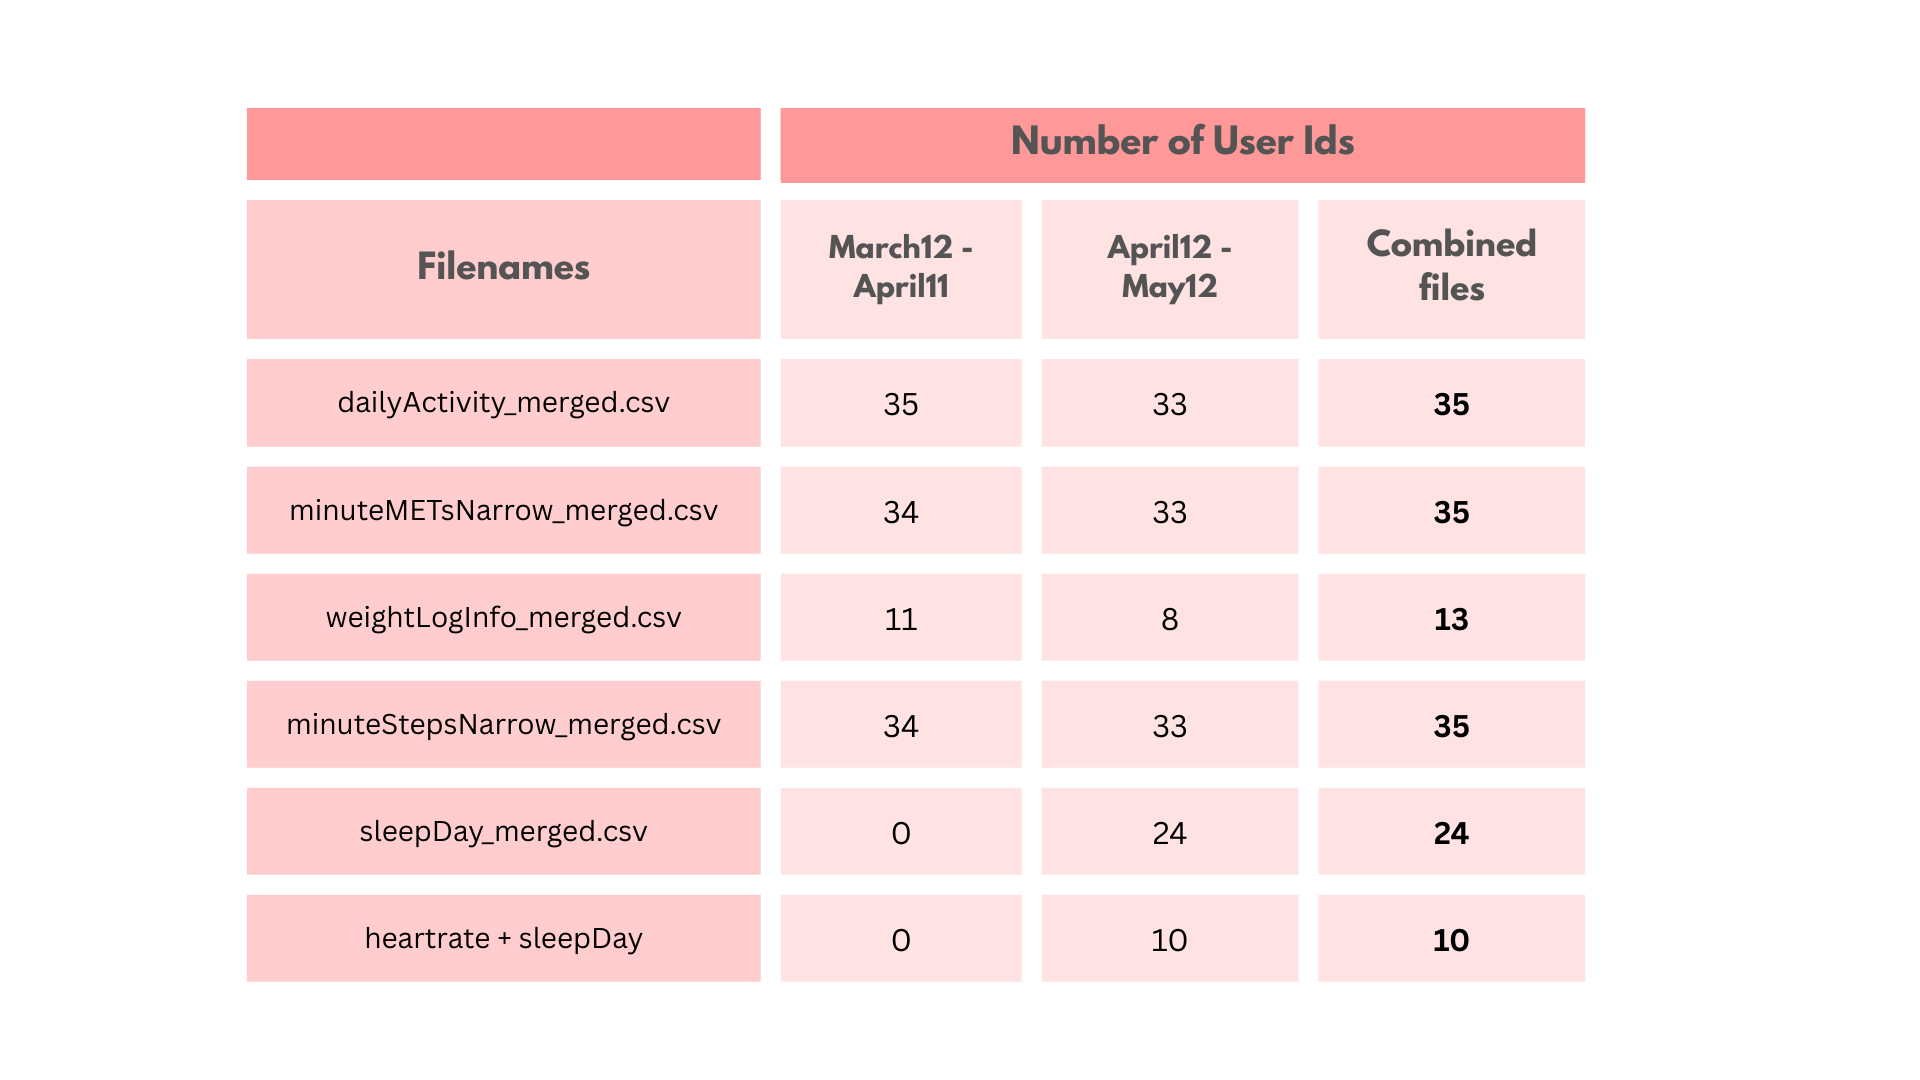 Number of User Ids
Filenames
March12 -
April11
April12 -
May12
Combined
files
dailyActivity_merged.csv
35
33
35
minuteMETsNarrow_merged.csv
34
33
35
weightLogInfo_merged.csv
11
8
13
minuteStepsNarrow_merged.csv
34
33
35
sleepDay_merged.csv
0
24
24
heartrate + sleepDay
0
10
10